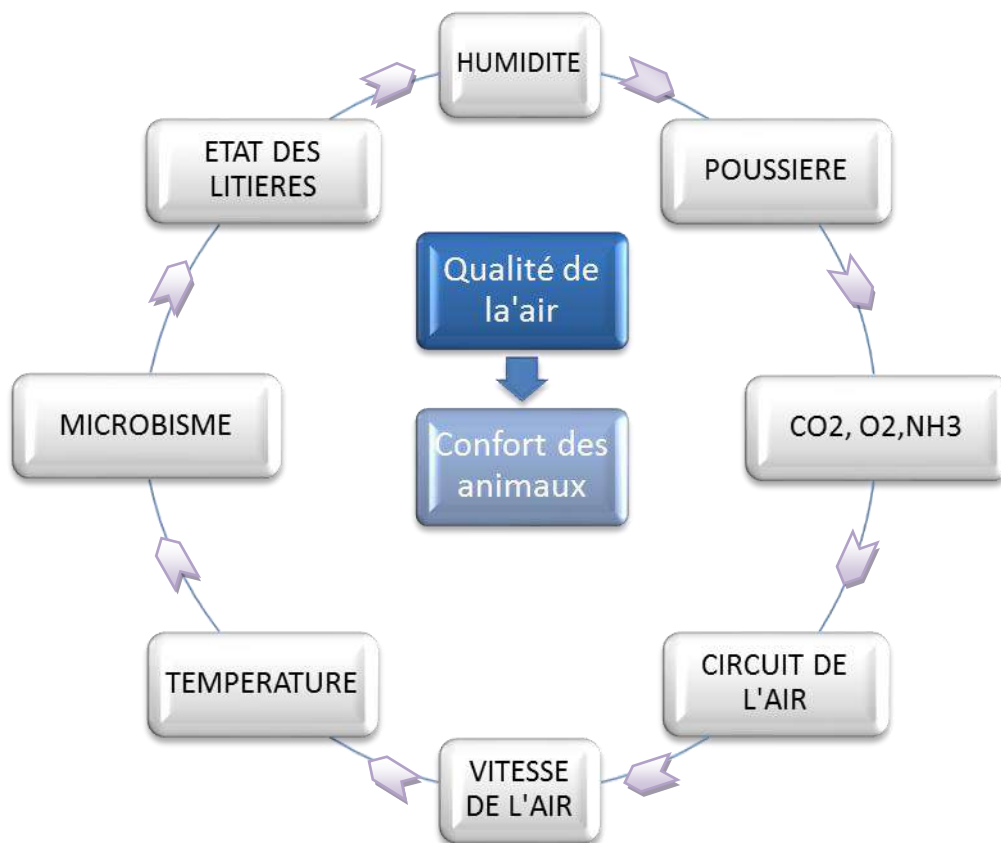 HUMIDITE
POUSSIERE
CO2, O2,NH3
CIRCUIT DE
L'AIR
VITESSE
DE L'AIR
TEMPERATURE
MICROBISME
ETAT DES
LITIERES
Qualité de
la'air
Confort des
animaux